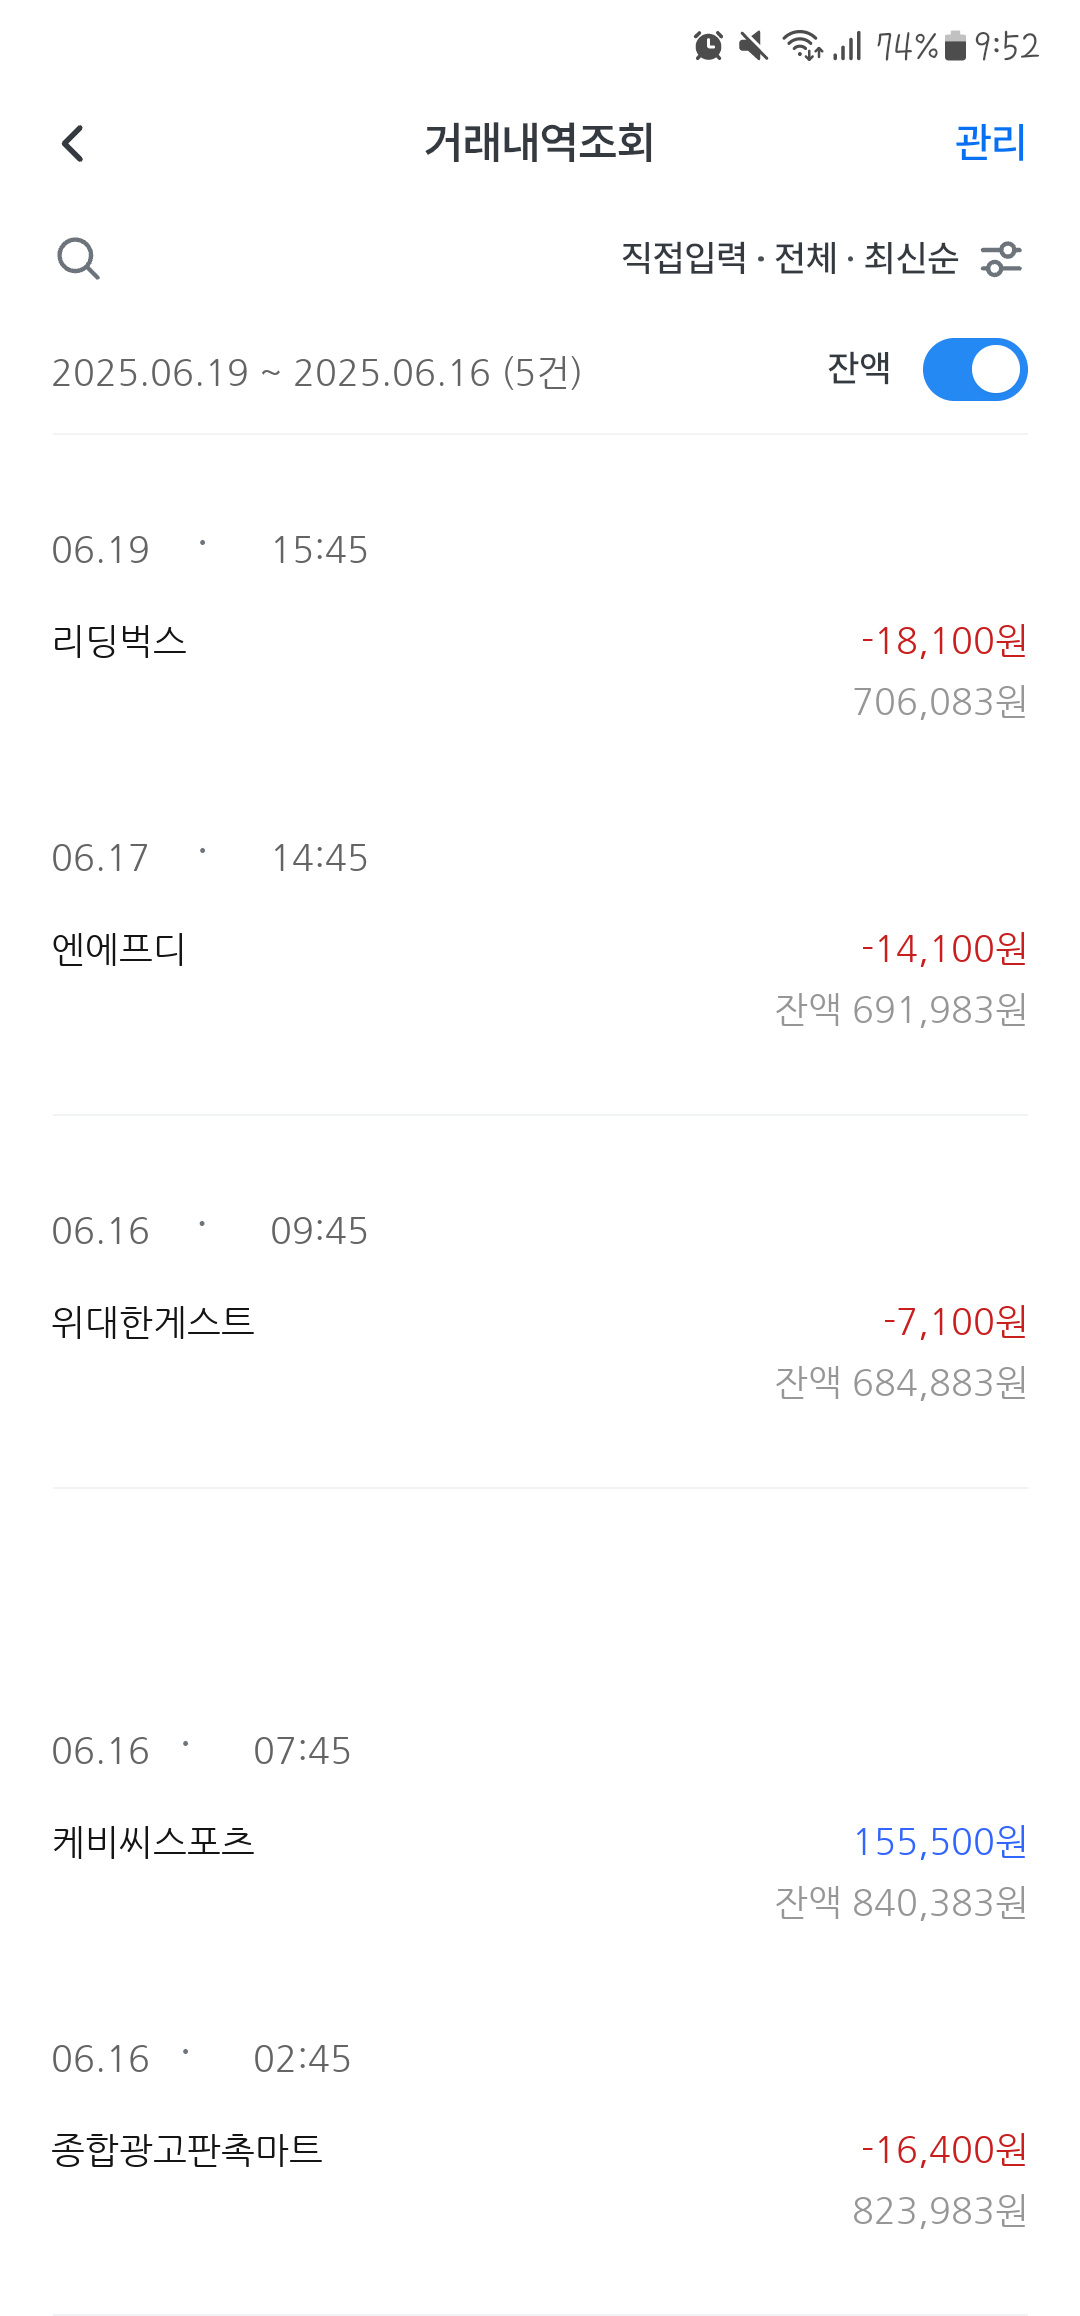 74% 9:52
거래내역조회 관리
직접입력 · 전체 · 최신순
2025.06.19 ~ 2025.06.16 (5건) 잔액
06.19 · 15:45
리딩벅스 -18,100원
706,083원
06.17 · 14:45
엔에프디 -14,100원
잔액 691,983원
06.16 · 09:45
위대한게스트 -7,100원
잔액 684,883원
06.16 · 07:45
케비씨스포츠 155,500원
잔액 840,383원
06.16 · 02:45
종합광고판촉마트 -16,400원
823,983원